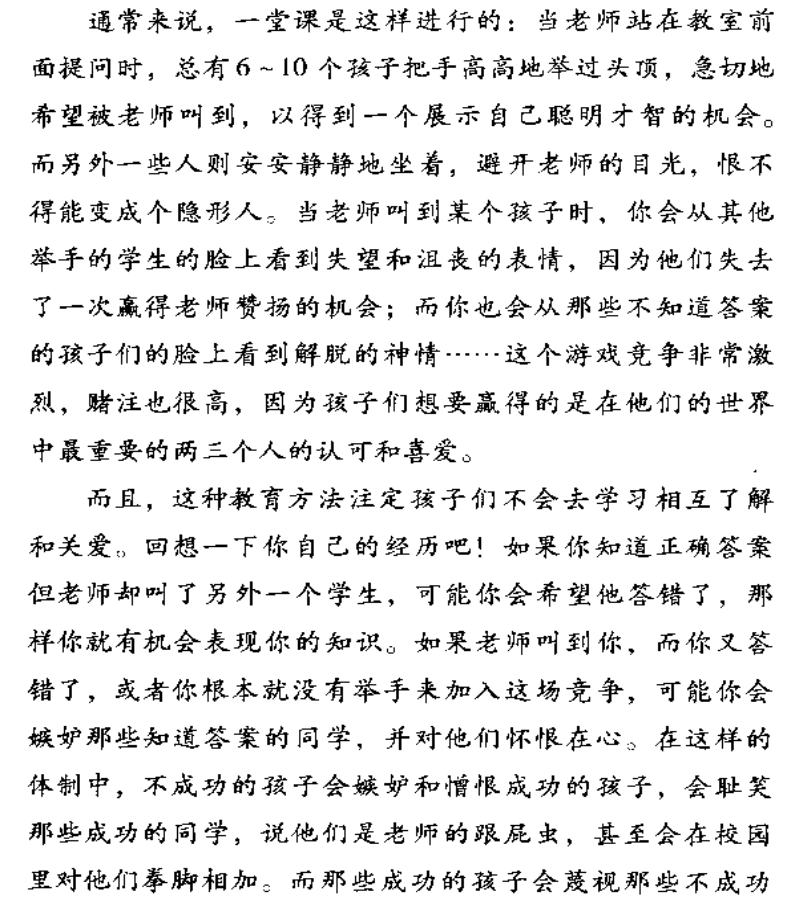 通常来说，一堂课是这样进行的：当老师站在教室前
面提问时，总有6~10个孩子把手高高地举过头顶，急切地
希望被老师叫到，以得到一个展示自己聪明才智的机会。
而另外一些人则安安静静地坐着，避开老师的目光，恨不
得能变成个隐形人。当老师叫到某个孩子时，你会从其他
举手的学生的脸上看到失望和沮丧的表情，因为他们失去
了一次赢得老师赞扬的机会；而你也会从那些不知道答案
的孩子们的脸上看到解脱的神情……这个游戏竞争非常激
烈，赌注也很高，因为孩子们想要赢得的是在他们的世界
中最重要的两三个人的认可和喜爱。
而且，这种教育方法注定孩子们不会去学习相互了解
和关爱。回想一下你自己的经历吧！如果你知道正确答案
但老师却叫了另外一个学生，可能你会希望他答错了，那
样你就有机会表现你的知识。如果老师叫到你，而你又答
错了，或者你根本就没有举手来加入这场竞争，可能你会
嫉妒那些知道答案的同学，并对他们怀恨在心。在这样的
体制中，不成功的孩子会嫉妒和憎恨成功的孩子，会耻笑
那些成功的同学，说他们是老师的跟屁虫，甚至会在校园
里对他们拳脚相加。而那些成功的孩子会蔑视那些不成功